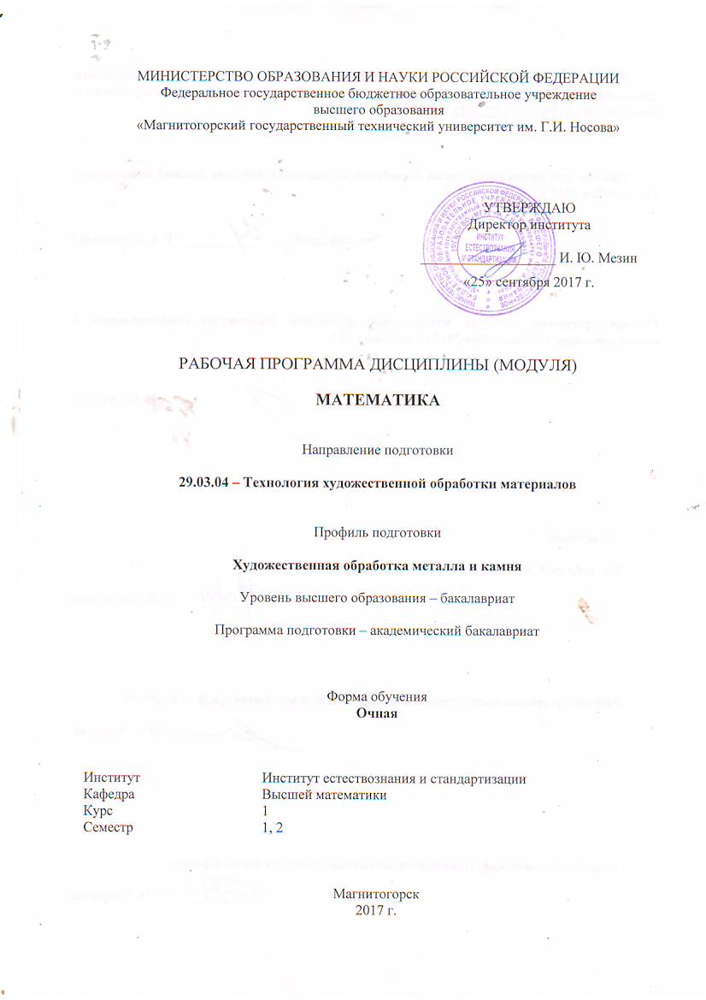 МИНИСТЕРСТВО ОБРАЗОВАНИЯ И НАУКИ РОССИЙСКОЙ ФЕДЕРАЦИИ
Федеральное государственное бюджетное образовательное учреждение
высшего образования
«Магнитогорский государственный технический университет им. Г.И. Носова»
УТВЕРЖДАЮ
Директор института
ИНСТИТУТ
ЕСТЕСТВОЗНАНИЯ
И СТАНДАРТИЗАЦИИ
И. Ю. Мезин
«25» сентября 2017 г.
РАБОЧАЯ ПРОГРАММА ДИСЦИПЛИНЫ (МОДУЛЯ)
МАТЕМАТИКА
Направление подготовки
29.03.04 – Технология художественной обработки материалов
Профиль подготовки
Художественная обработка металла и камня
Уровень высшего образования – бакалавриат
Программа подготовки – академический бакалавриат
Форма обучения
Очная
Институт Институт естествознания и стандартизации
Кафедра Высшей математики
Курс 1
Семестр 1, 2
Магнитогорск
2017 г.